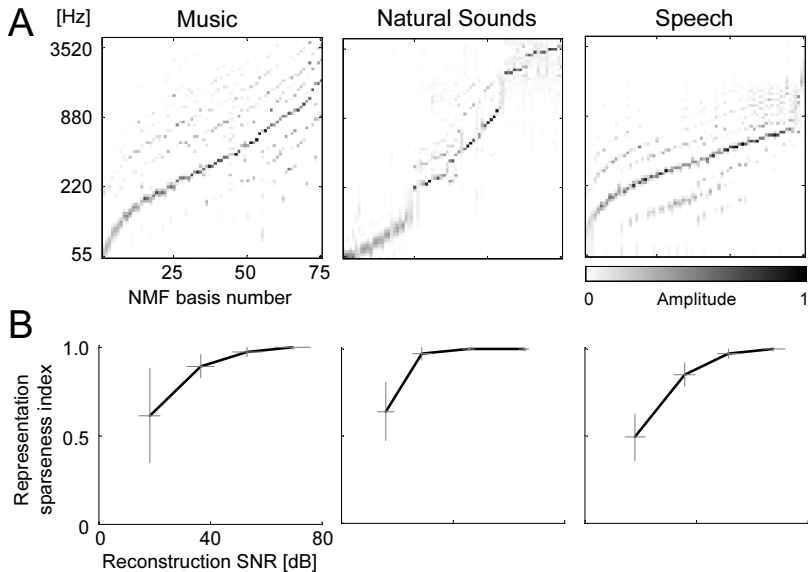 A
[Hz]
Music
Natural Sounds
Speech
3520
880
220
55
25
50
75
NMF basis number
0
Amplitude
1
B
Representation
sparseness index
1.0
0.5
0
0
40
80
Reconstruction SNR [dB]